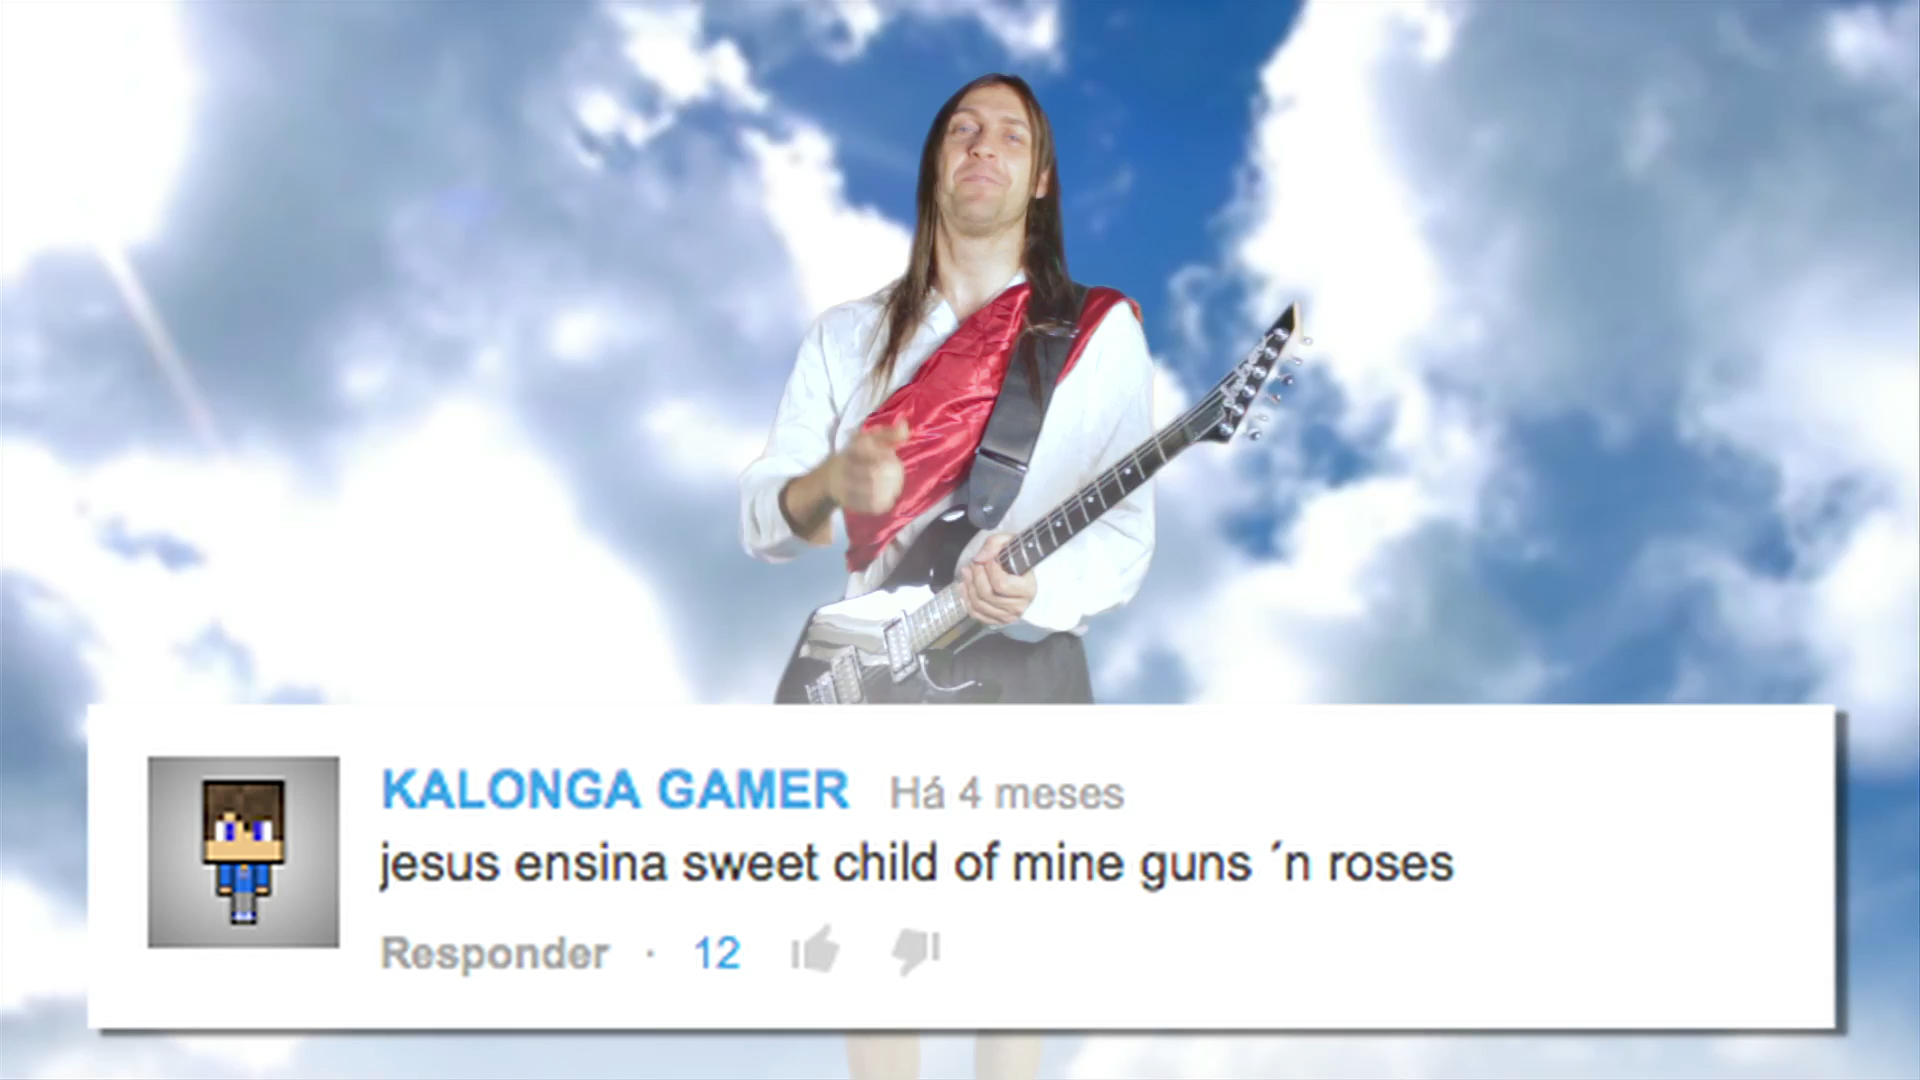 KALONGA GAMER Há 4 meses
jesus ensina sweet child of mine guns ´n roses
Responder · 12